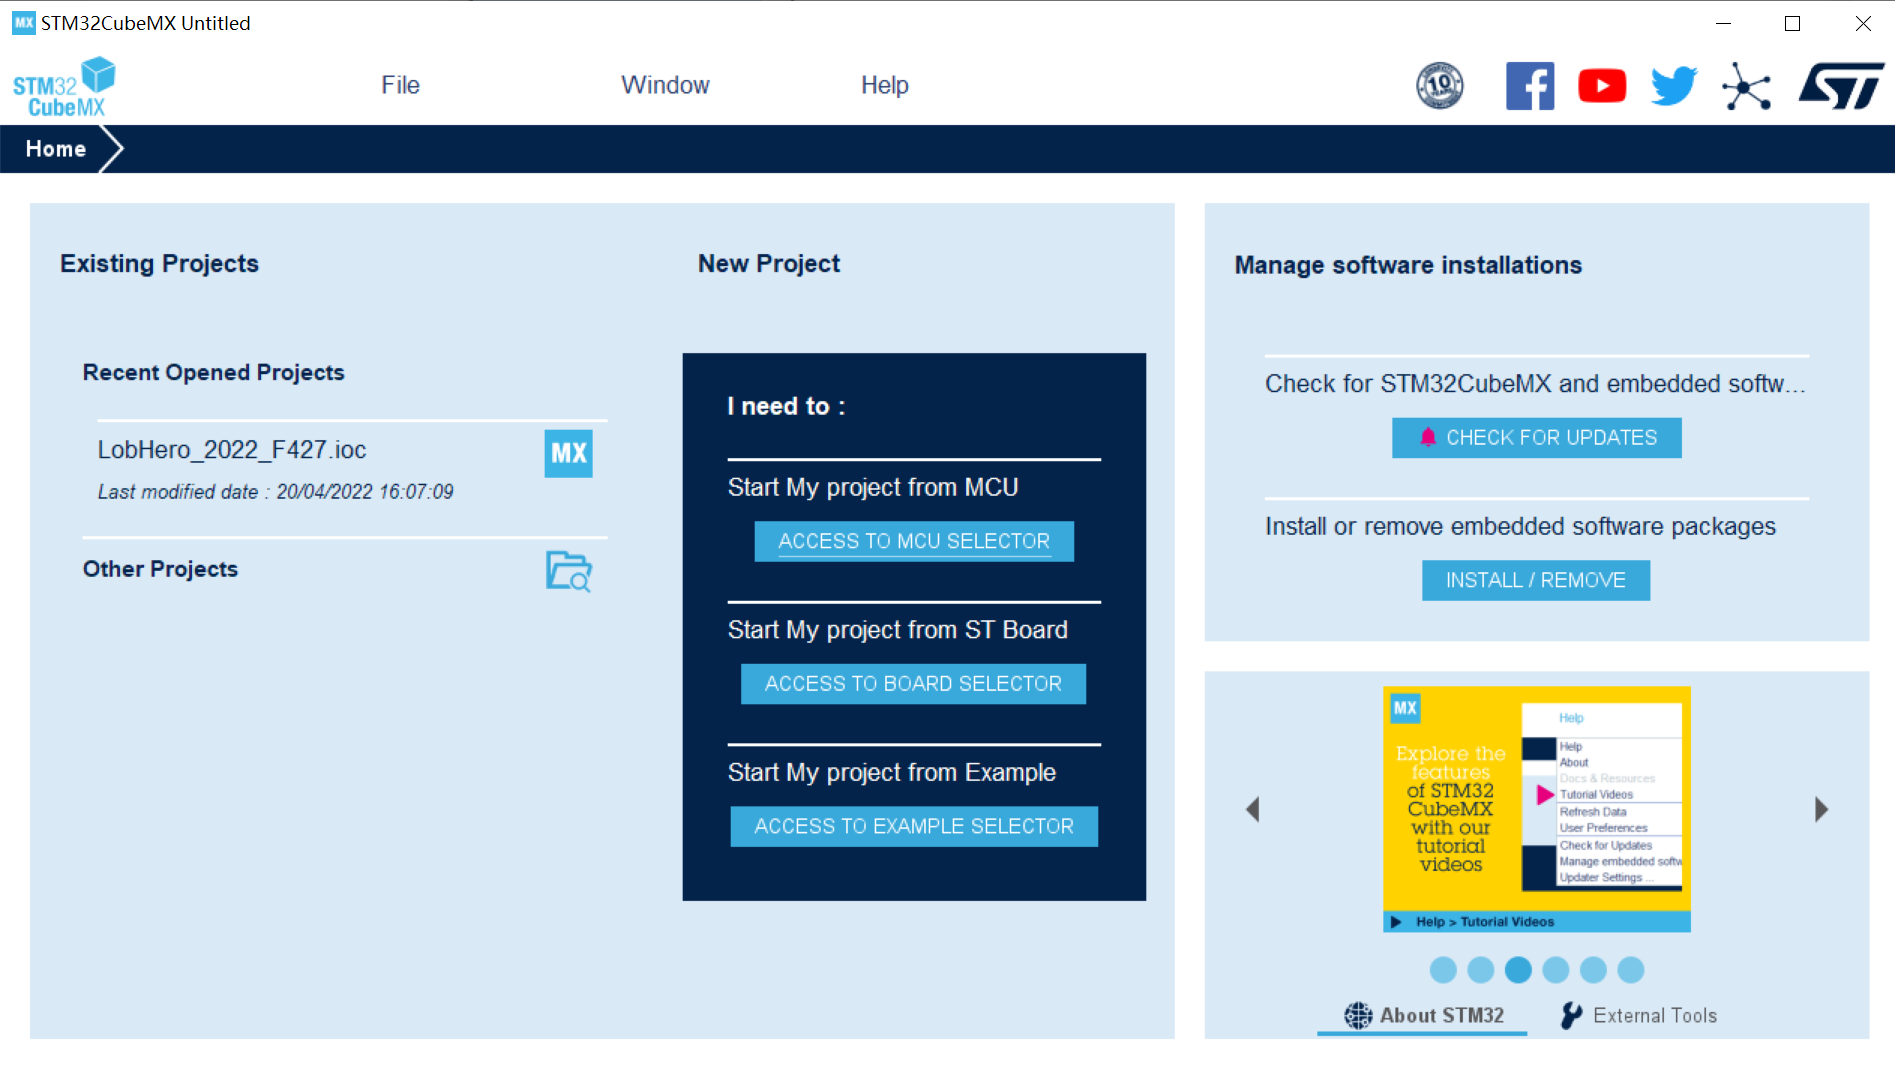 MX STM32CubeMX Untitled
STM32
CubeMX
File
Window
Help
10
YEARS
Home
Existing Projects
Recent Opened Projects
LobHero_2022_F427.ioc
MX
Last modified date : 20/04/2022 16:07:09
Other Projects
New Project
I need to :
Start My project from MCU
ACCESS TO MCU SELECTOR
Start My project from ST Board
ACCESS TO BOARD SELECTOR
Start My project from Example
ACCESS TO EXAMPLE SELECTOR
Manage software installations
Check for STM32CubeMX and embedded softw...
CHECK FOR UPDATES
Install or remove embedded software packages
INSTALL / REMOVE
MX
Explore the
features
of STM32
CubeMX
with our
tutorial
videos
Help
Help
About
Docs & Resources
Tutorial Videos
Refresh Data
User Preferences
Check for Updates
Manage embedded softw
Updater Settings ...
Help > Tutorial Videos
About STM32
External Tools